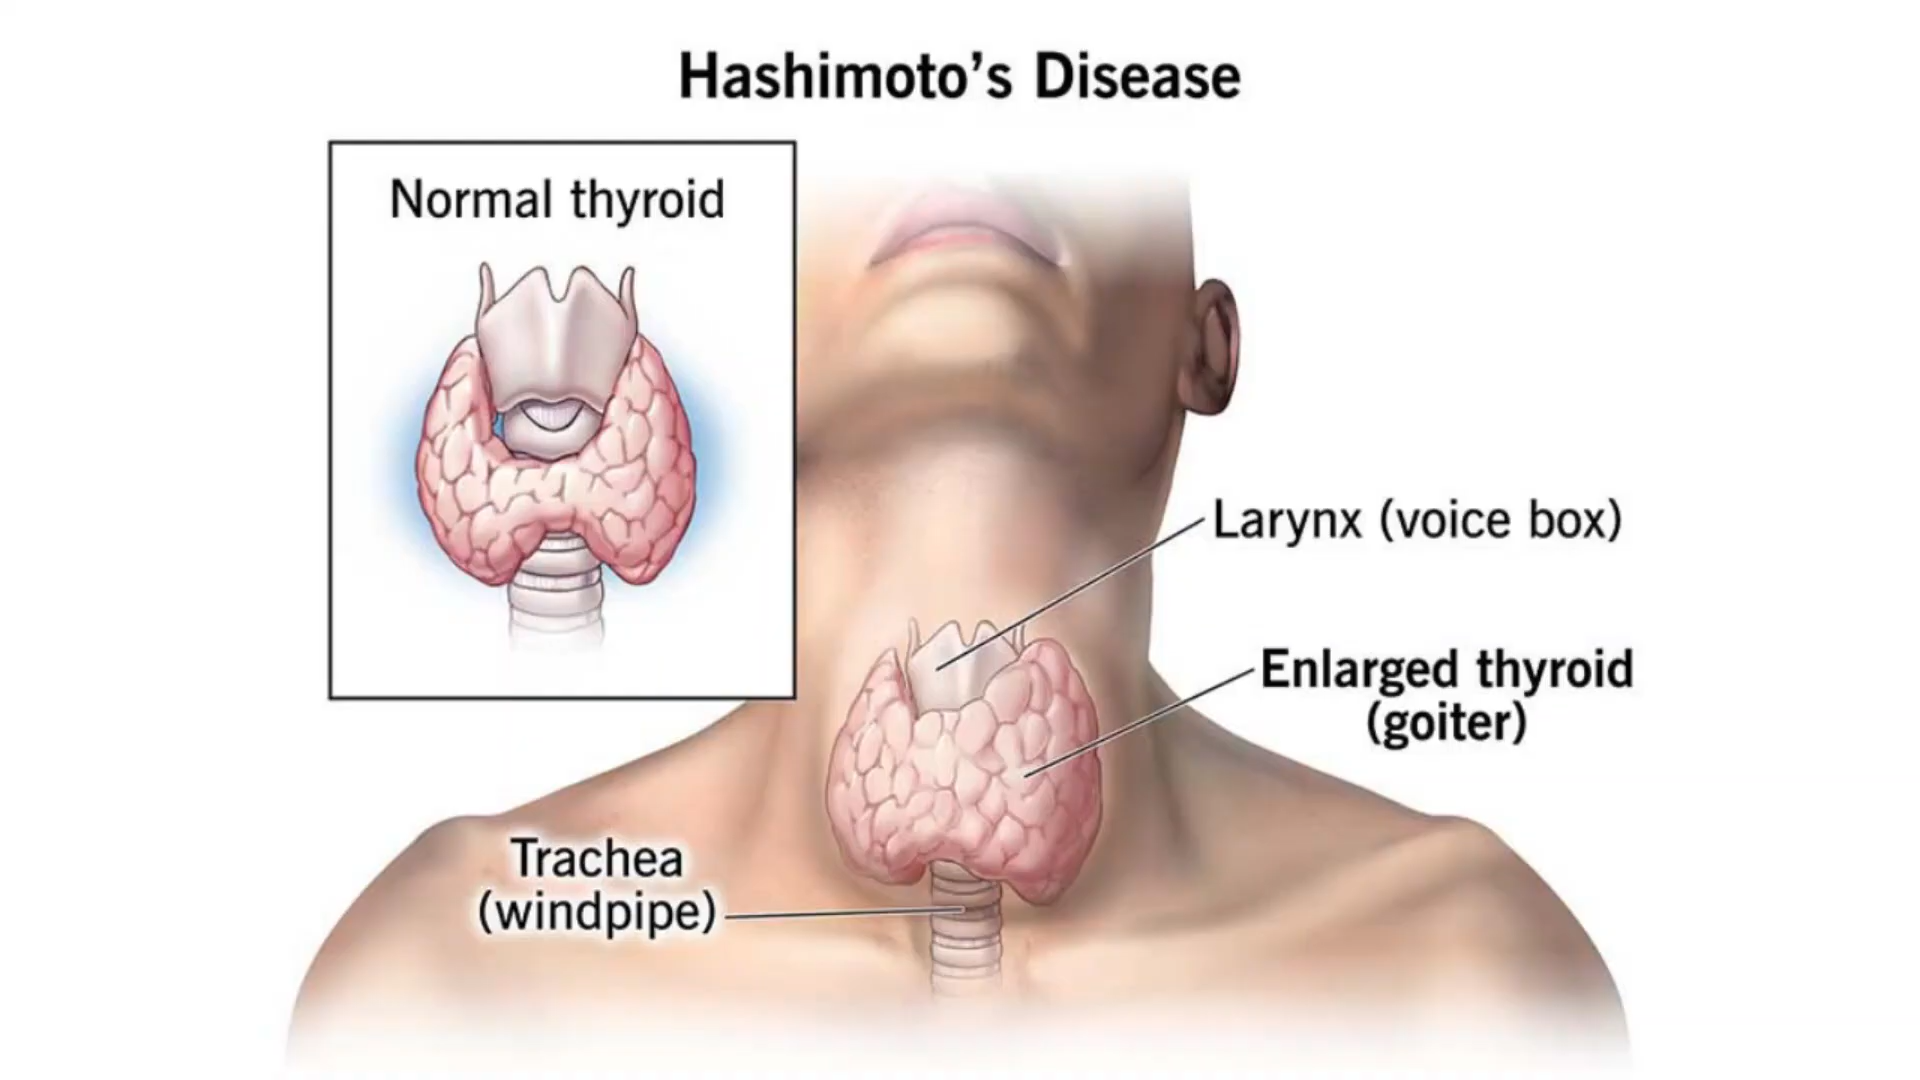 Hashimoto’s Disease
Normal thyroid
Larynx (voice box)
Enlarged thyroid
(goiter)
Trachea
(windpipe)